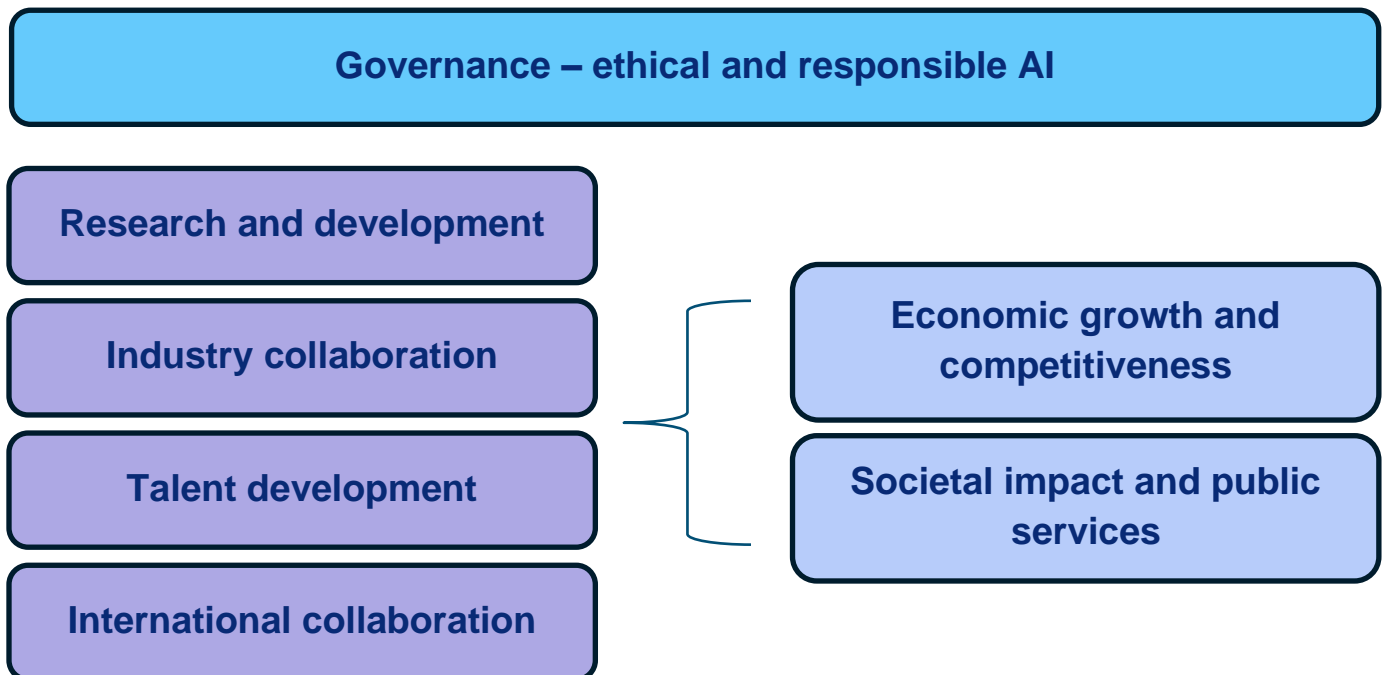 Governance – ethical and responsible AI
Research and development
Industry collaboration
Talent development
International collaboration
Economic growth and
competitiveness
Societal impact and public
services